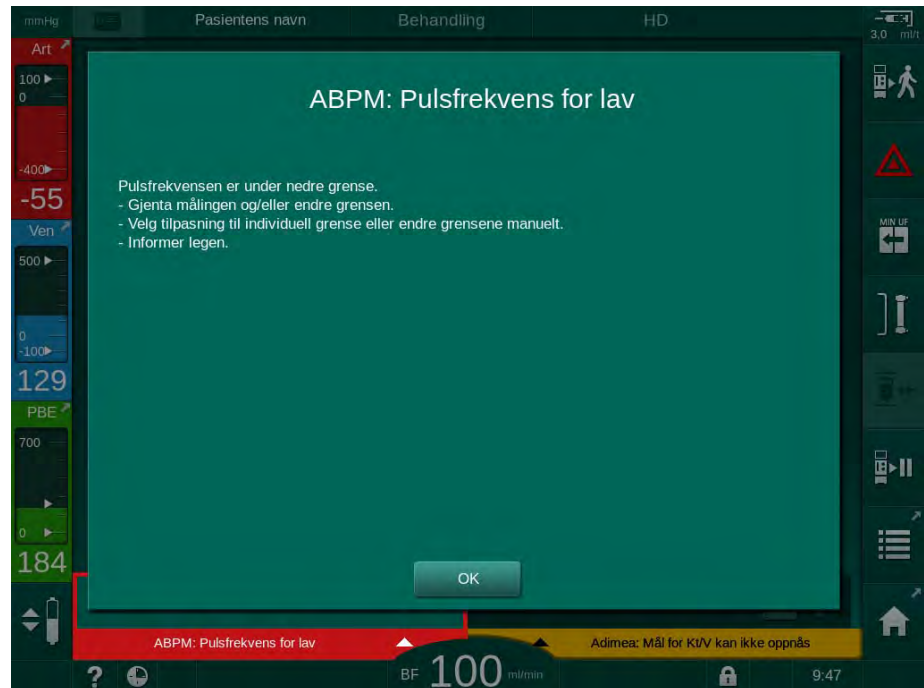 mmHg
Pasientens navn
Behandling
HD
3,0 ml/t
Art
100
0
-400
-55
Ven
500
0
-100
129
PBE
700
0
184
ABPM: Pulsfrekvens for lav
Pulsfrekvensen er under nedre grense.
- Gjenta målingen og/eller endre grensen.
- Velg tilpasning til individuell grense eller endre grensene manuelt.
- Informer legen.
OK
MIN UF
ABPM: Pulsfrekvens for lav
Adimea: Mål for Kt/V kan ikke oppnås
?
BF 100 ml/min
9:47